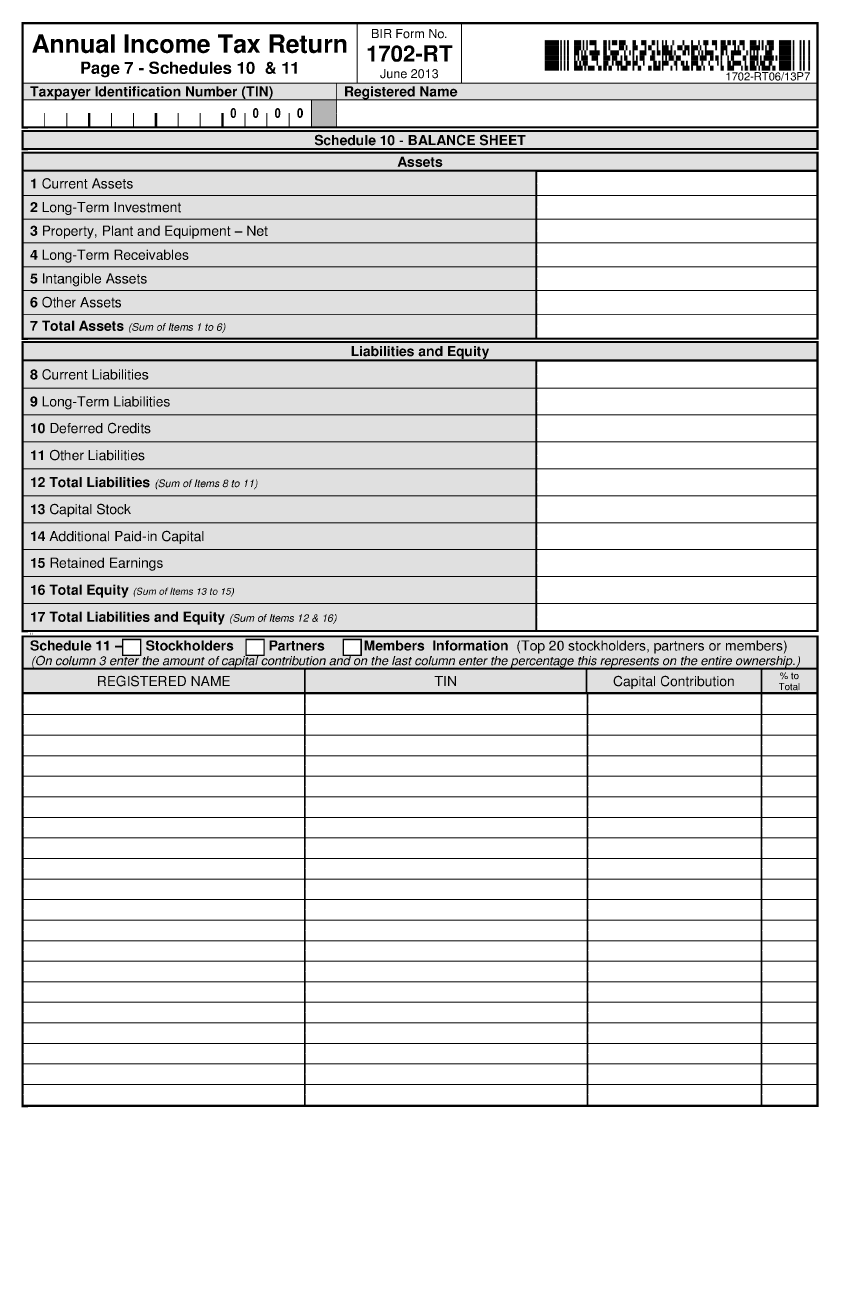 Annual Income Tax Return
Page 7 - Schedules 10 & 11
BIR Form No.
1702-RT
June 2013
1702-RT06/13P7
Taxpayer Identification Number (TIN)
Registered Name
0 0 0 0
Schedule 10 - BALANCE SHEET
Assets
1 Current Assets
2 Long-Term Investment
3 Property, Plant and Equipment – Net
4 Long-Term Receivables
5 Intangible Assets
6 Other Assets
7 Total Assets (Sum of Items 1 to 6)
Liabilities and Equity
8 Current Liabilities
9 Long-Term Liabilities
10 Deferred Credits
11 Other Liabilities
12 Total Liabilities (Sum of Items 8 to 11)
13 Capital Stock
14 Additional Paid-in Capital
15 Retained Earnings
16 Total Equity (Sum of Items 13 to 15)
17 Total Liabilities and Equity (Sum of Items 12 & 16)
Schedule 11 – Stockholders Partners Members Information (Top 20 stockholders, partners or members)
(On column 3 enter the amount of capital contribution and on the last column enter the percentage this represents on the entire ownership.)
REGISTERED NAME
TIN
Capital Contribution
% to
Total